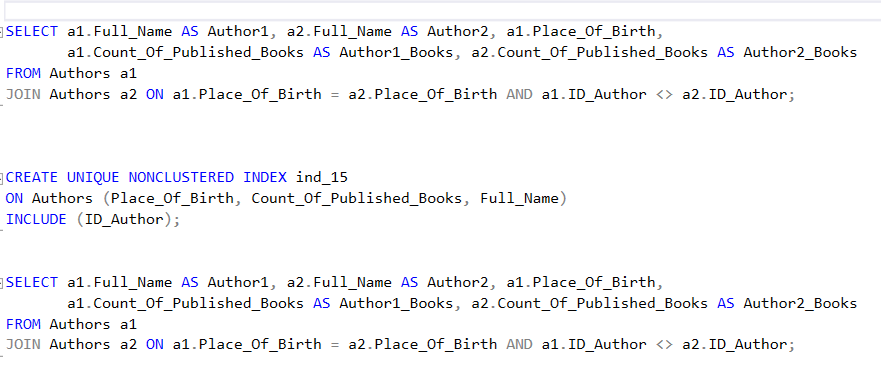 SELECT a1.Full_Name AS Author1, a2.Full_Name AS Author2, a1.Place_Of_Birth,
a1.Count_Of_Published_Books AS Author1_Books, a2.Count_Of_Published_Books AS Author2_Books
FROM Authors a1
JOIN Authors a2 ON a1.Place_Of_Birth = a2.Place_Of_Birth AND a1.ID_Author <> a2.ID_Author;
CREATE UNIQUE NONCLUSTERED INDEX ind_15
ON Authors (Place_Of_Birth, Count_Of_Published_Books, Full_Name)
INCLUDE (ID_Author);
SELECT a1.Full_Name AS Author1, a2.Full_Name AS Author2, a1.Place_Of_Birth,
a1.Count_Of_Published_Books AS Author1_Books, a2.Count_Of_Published_Books AS Author2_Books
FROM Authors a1
JOIN Authors a2 ON a1.Place_Of_Birth = a2.Place_Of_Birth AND a1.ID_Author <> a2.ID_Author;